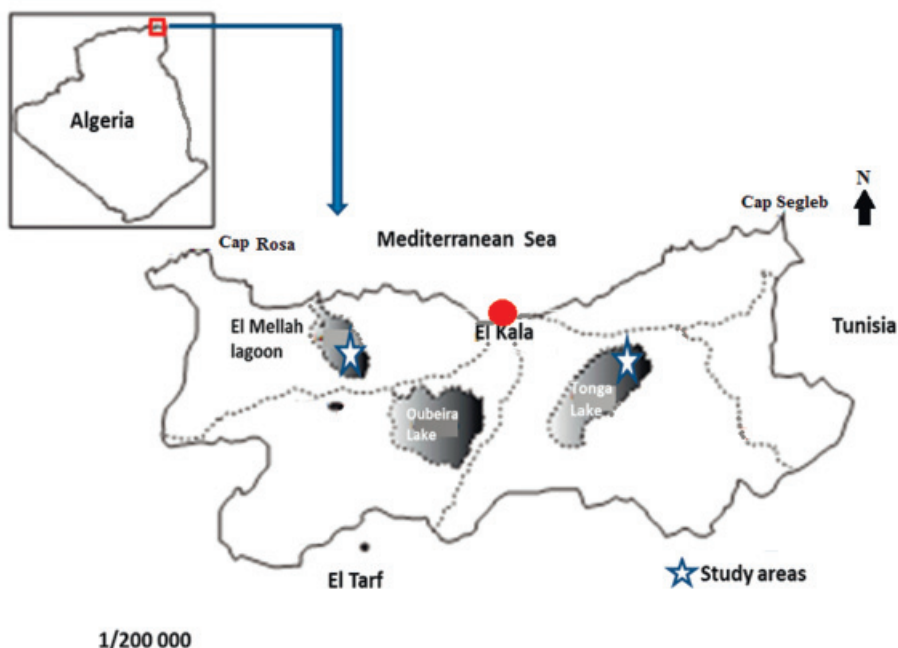 Algeria
N
Cap Segleb
Cap Rosa
Mediterranean Sea
El Mellah
lagoon
El Kala
Tunisia
Oubeira
Lake
Tonga
Lake
El Tarf
Study areas
1/200 000